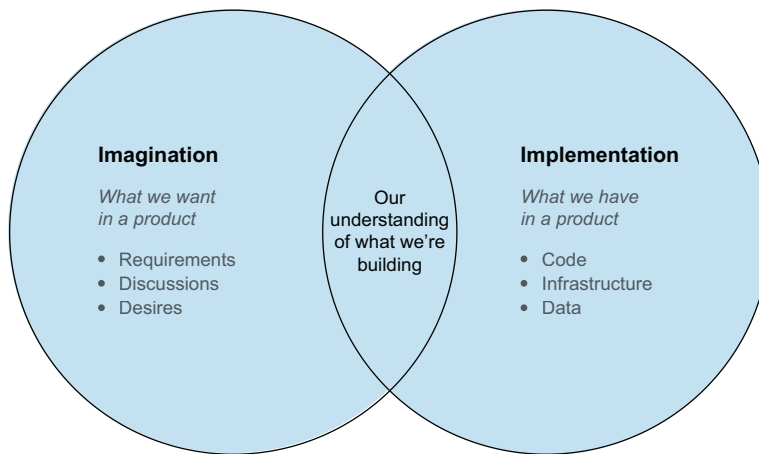 Imagination
What we want
in a product
• Requirements
• Discussions
• Desires
Our
understanding
of what we're
building
Implementation
What we have
in a product
• Code
• Infrastructure
• Data